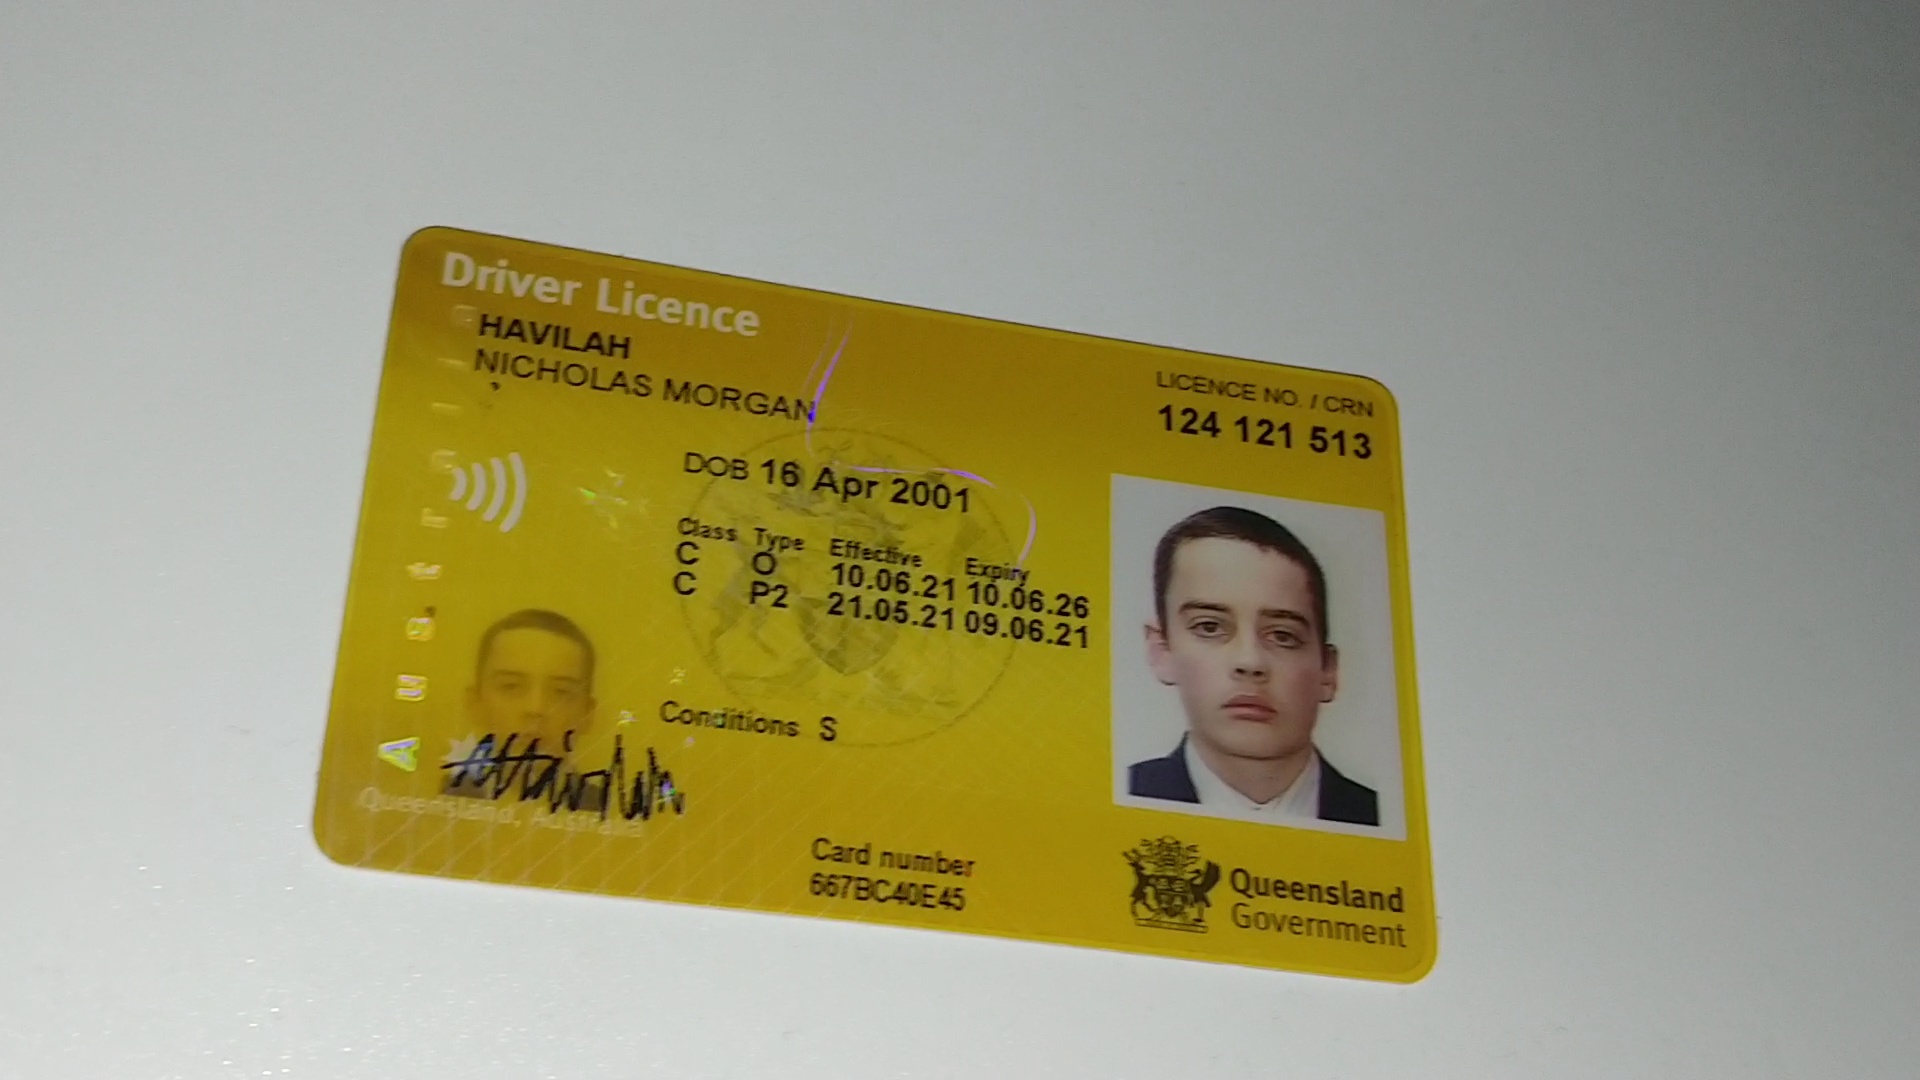 Driver Licence
HAVILAH
NICHOLAS MORGAN
LICENCE NO. / CRN
124 121 513
DOB 16 Apr 2001
Class Type Effective Expiry
C O 10.06.21 10.06.26
C P2 21.05.21 09.06.21
Conditions S
Queensland, Australia
Card number
667BC40E45
Queensland
Government